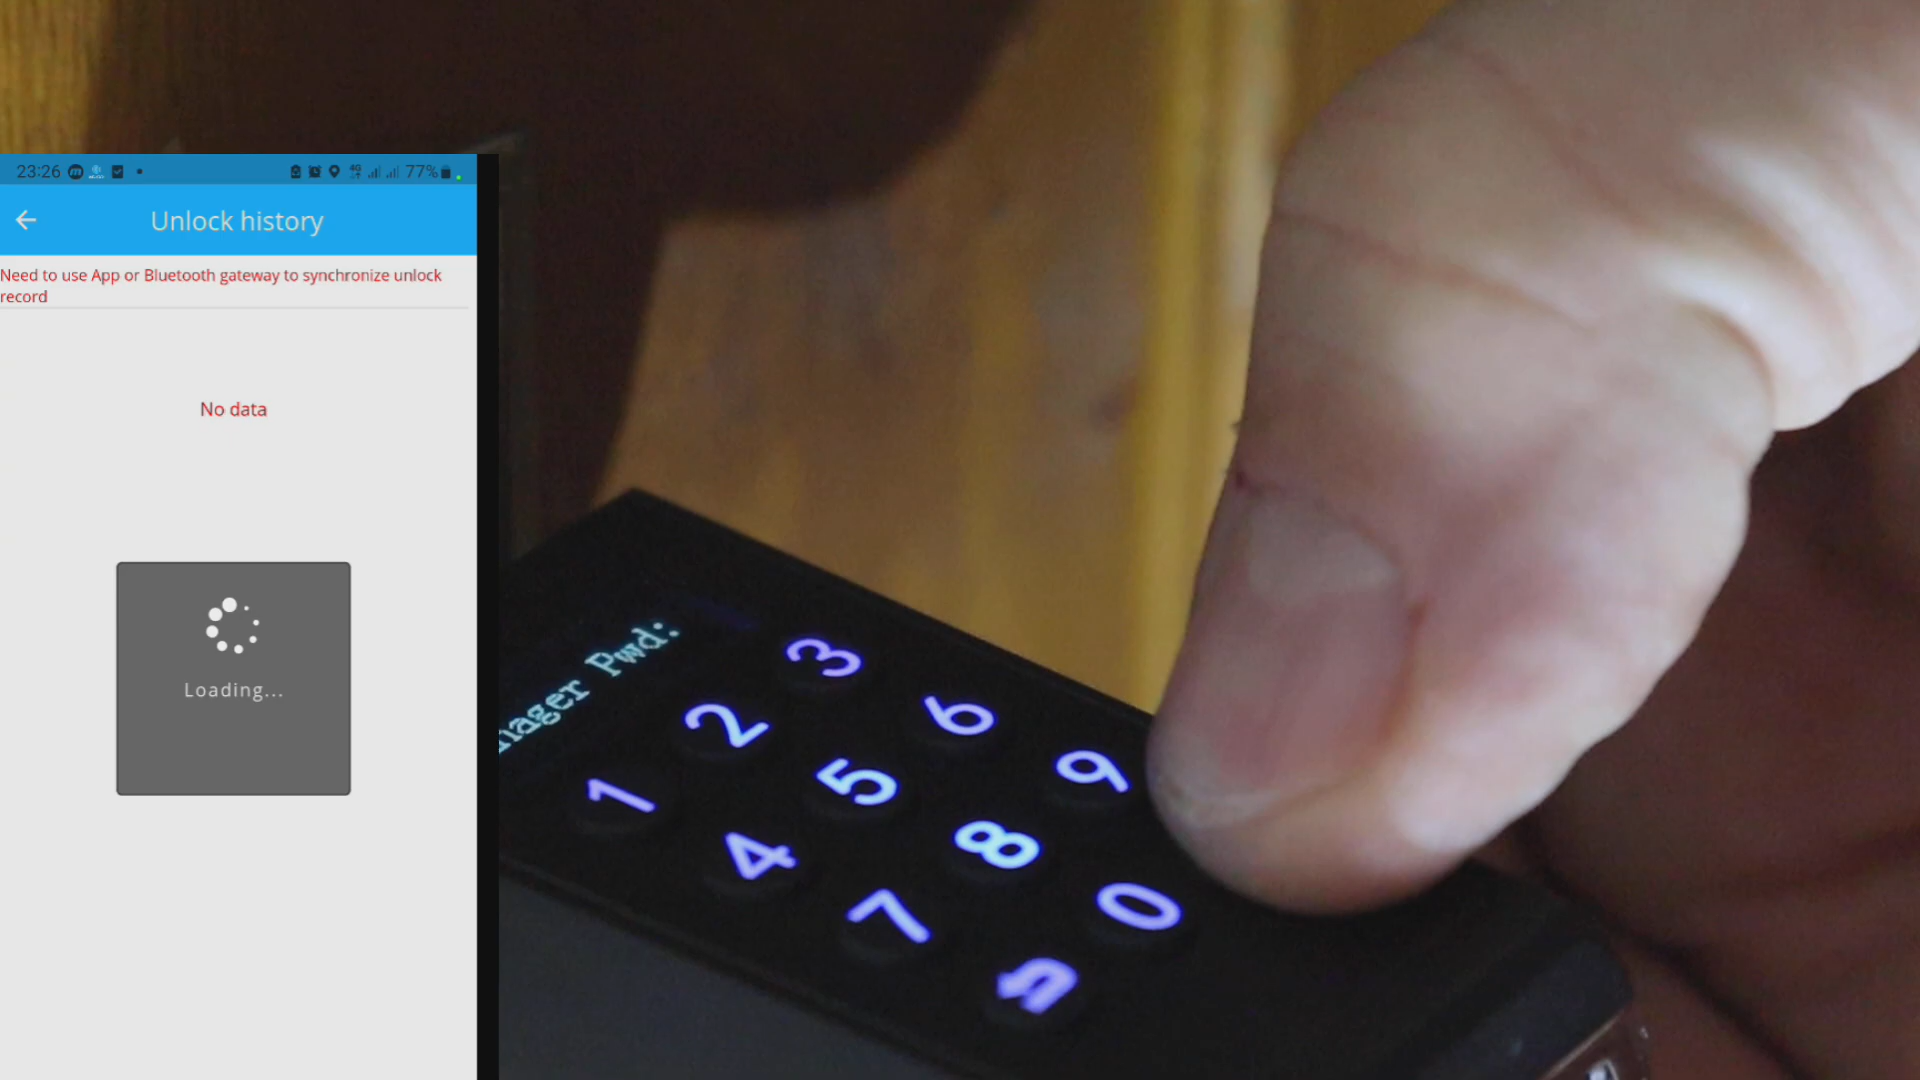 23:26 77%
Unlock history
Need to use App or Bluetooth gateway to synchronize unlock
record
No data
Loading...
nager Pwd:
3
2 6
1 5 9
4 8
7 0